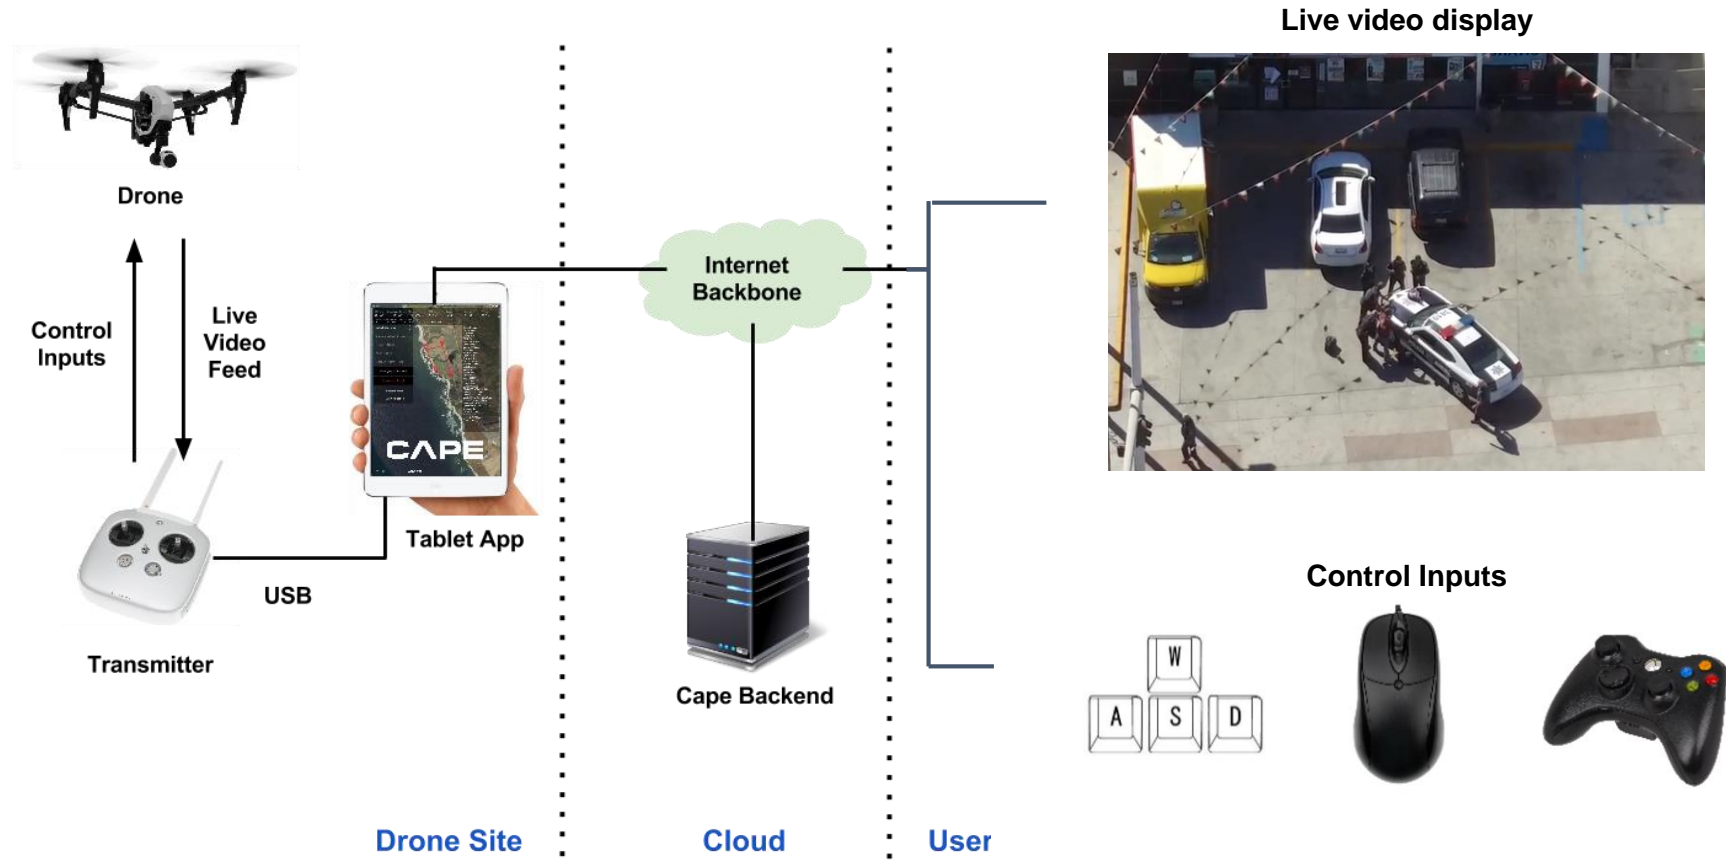 Live video display
Drone
Control
Inputs
Live
Video
Feed
CAPE
Tablet App
USB
Transmitter
Internet
Backbone
Cape Backend
Control Inputs
W
A S D
Drone Site
Cloud
User